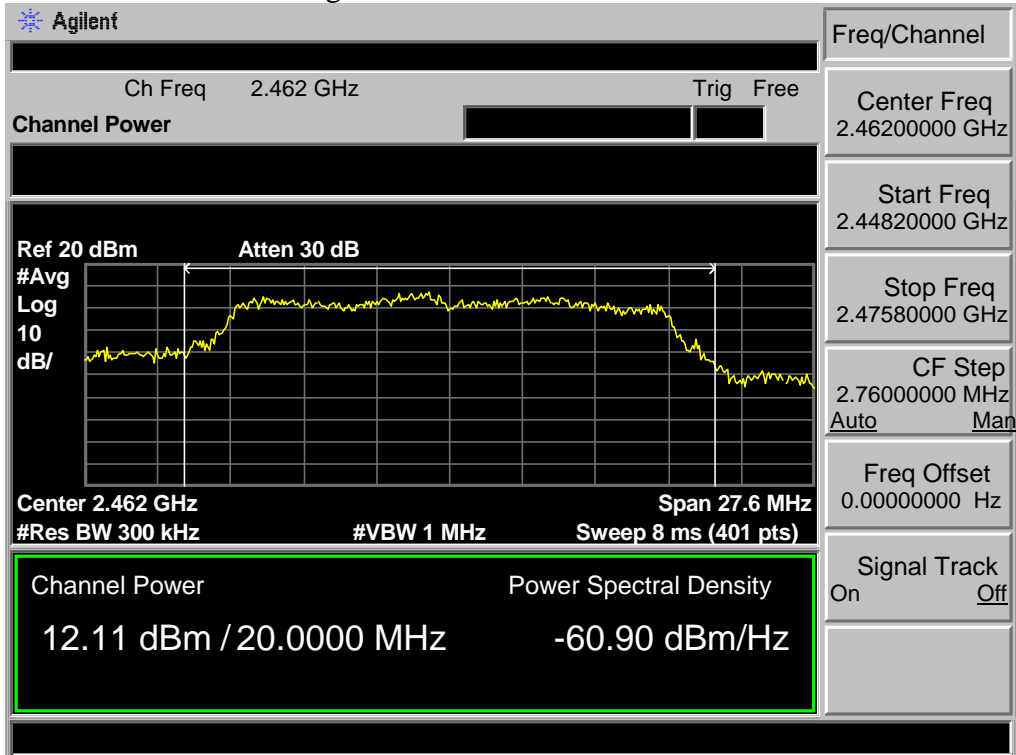 Agilent
Freq/Channel
Ch Freq 2.462 GHz Trig Free
Channel Power
Center Freq
2.46200000 GHz
Start Freq
2.44820000 GHz
Stop Freq
2.47580000 GHz
CF Step
2.76000000 MHz
Auto Man
Freq Offset
0.00000000 Hz
Signal Track
On Off
Ref 20 dBm Atten 30 dB
#Avg
Log
10
dB/
Center 2.462 GHz Span 27.6 MHz
#Res BW 300 kHz #VBW 1 MHz Sweep 8 ms (401 pts)
Channel Power Power Spectral Density
12.11 dBm / 20.0000 MHz -60.90 dBm/Hz